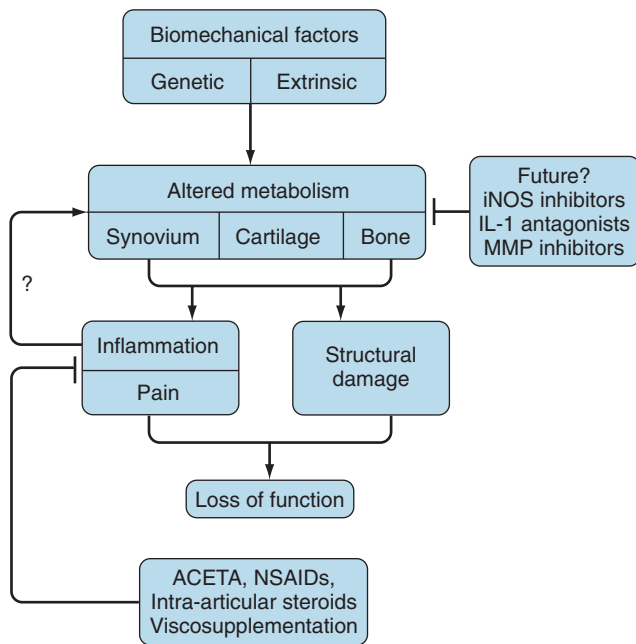 Biomechanical factors
Genetic
Extrinsic
Altered metabolism
Synovium
Cartilage
Bone
Future?
iNOS inhibitors
IL-1 antagonists
MMP inhibitors
?
Inflammation
Pain
Structural
damage
Loss of function
ACETA, NSAIDs,
Intra-articular steroids
Viscosupplementation